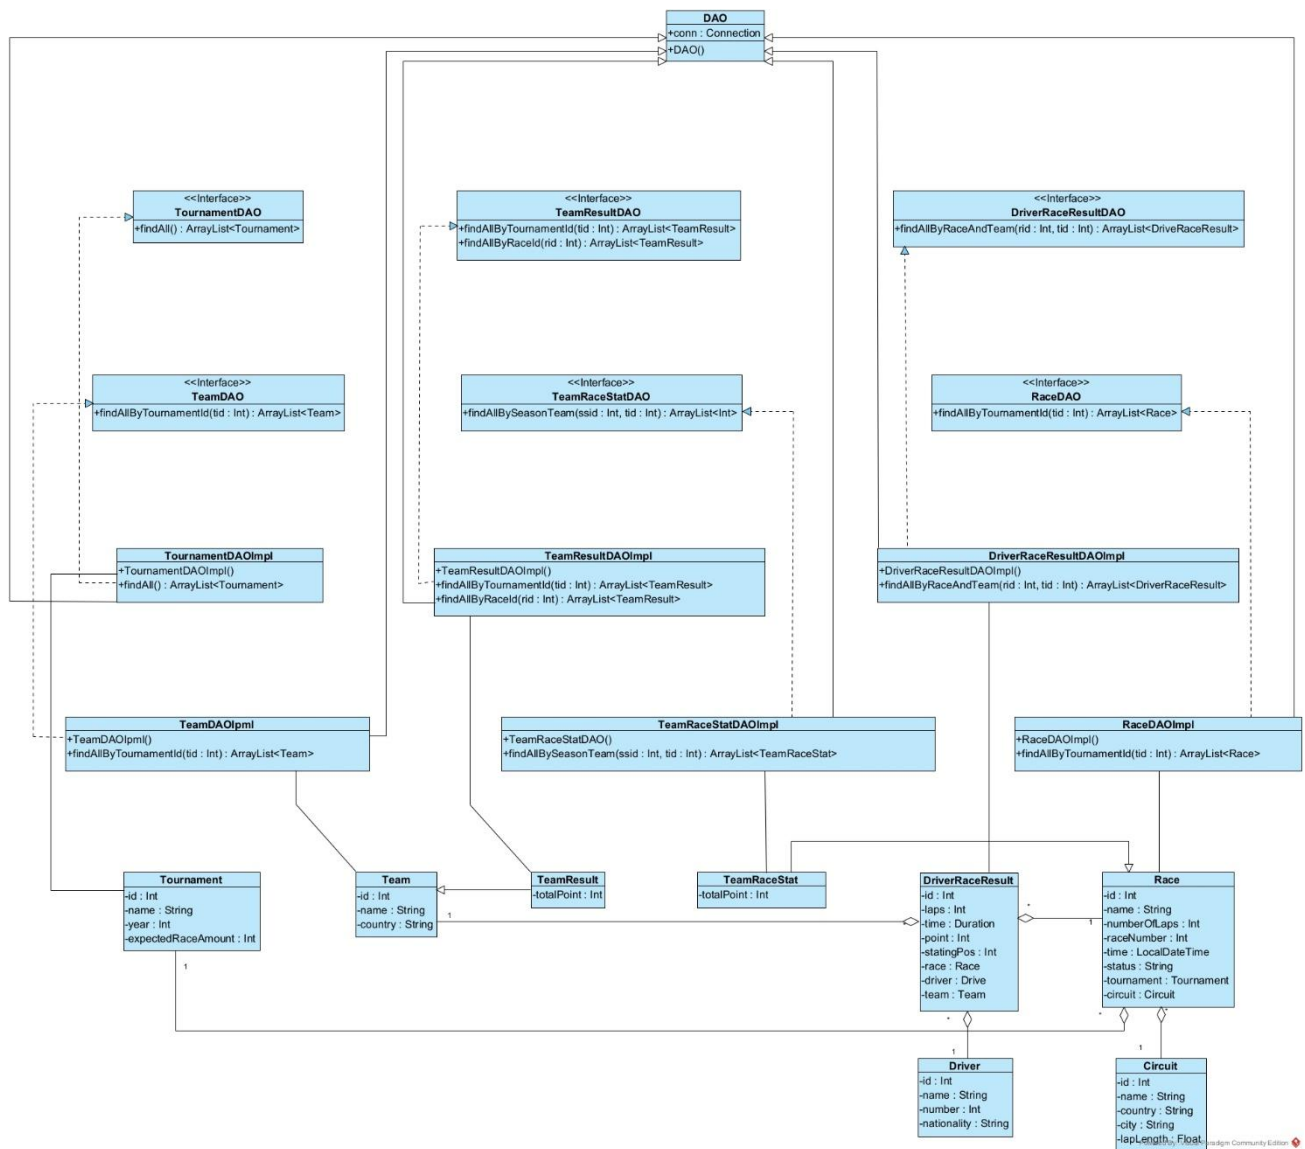 DAO
+conn : Connection
+DAO()
<<Interface>>
TournamentDAO
+findAll() : ArrayList<Tournament>
<<Interface>>
TeamResultDAO
+findAllByTournamentId(tid : Int) : ArrayList<TeamResult>
+findAllByRaceId(rid : Int) : ArrayList<TeamResult>
<<Interface>>
DriverRaceResultDAO
+findAllByRaceAndTeam(rid : Int, tid : Int) : ArrayList<DriveRaceResult>
<<Interface>>
TeamDAO
+findAllByTournamentId(tid : Int) : ArrayList<Team>
<<Interface>>
TeamRaceStatDAO
+findAllBySeasonTeam(ssid : Int, tid : Int) : ArrayList<Int>
<<Interface>>
RaceDAO
+findAllByTournamentId(tid : Int) : ArrayList<Race>
TournamentDAOImpl
+TournamentDAOImpl()
+findAll() : ArrayList<Tournament>
TeamResultDAOImpl
+TeamResultDAOImpl()
+findAllByTournamentId(tid : Int) : ArrayList<TeamResult>
+findAllByRaceId(rid : Int) : ArrayList<TeamResult>
DriverRaceResultDAOImpl
+DriverRaceResultDAOImpl()
+findAllByRaceAndTeam(rid : Int, tid : Int) : ArrayList<DriverRaceResult>
TeamDAOIpml
+TeamDAOIpml()
+findAllByTournamentId(tid : Int) : ArrayList<Team>
TeamRaceStatDAOImpl
+TeamRaceStatDAO()
+findAllBySeasonTeam(ssid : Int, tid : Int) : ArrayList<TeamRaceStat>
RaceDAOImpl
+RaceDAOImpl()
+findAllByTournamentId(tid : Int) : ArrayList<Race>
Tournament
-id : Int
-name : String
-year : Int
-expectedRaceAmount : Int
1
Team
-id : Int
-name : String
-country : String
1
TeamResult
-totalPoint : Int
TeamRaceStat
-totalPoint : Int
DriverRaceResult
-id : Int
-laps : Int
-time : Duration
-point : Int
-statingPos : Int
-race : Race
-driver : Drive
-team : Team
*
*
*
1
Race
-id : Int
-name : String
-numberOfLaps : Int
-raceNumber : Int
-time : LocalDateTime
-status : String
-tournament : Tournament
-circuit : Circuit
*
*
1
1
Driver
-id : Int
-name : String
-number : Int
-nationality : String
Circuit
-id : Int
-name : String
-country : String
-city : String
-lapLength : Float
Paradigm Community Edition